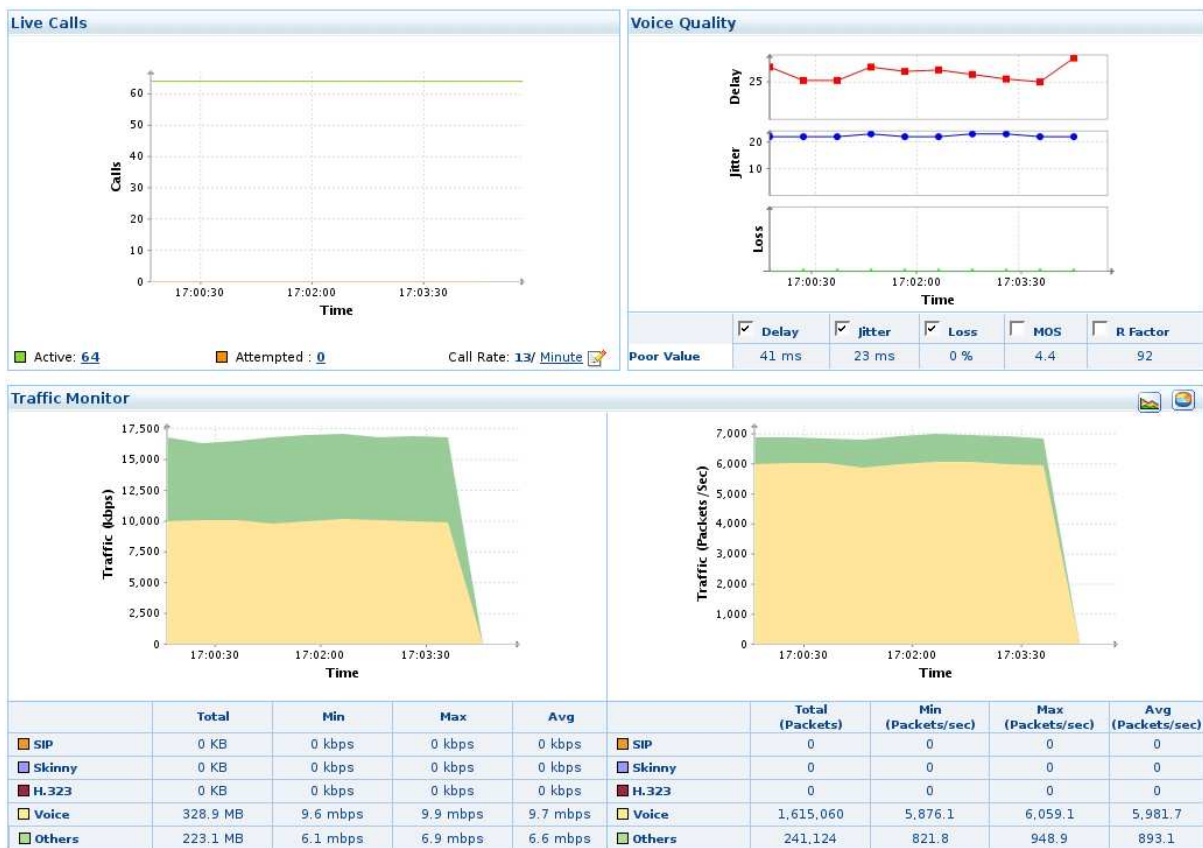 Live Calls
60
50
40
30
20
10
0
Calls
17:00:30 17:02:00 17:03:30
Time
Active: 64 Attempted : 0 Call Rate: 13/ Minute
Voice Quality
Delay
25
Jitter
20
10
Loss
17:00:30 17:02:00 17:03:30
Time
Delay Jitter Loss MOS R Factor
Poor Value 41 ms 23 ms 0 % 4.4 92
Traffic Monitor
17,500
15,000
12,500
10,000
7,500
5,000
2,500
0
Traffic (kbps)
17:00:30 17:02:00 17:03:30
Time
7,000
6,000
5,000
4,000
3,000
2,000
1,000
0
Traffic (Packets /Sec)
17:00:30 17:02:00 17:03:30
Time
Total Min Max Avg
SIP 0 KB 0 kbps 0 kbps 0 kbps
Skinny 0 KB 0 kbps 0 kbps 0 kbps
H.323 0 KB 0 kbps 0 kbps 0 kbps
Voice 328.9 MB 9.6 mbps 9.9 mbps 9.7 mbps
Others 223.1 MB 6.1 mbps 6.9 mbps 6.6 mbps
Total Min Max Avg
(Packets) (Packets/sec) (Packets/sec) (Packets/sec)
SIP 0 0 0 0
Skinny 0 0 0 0
H.323 0 0 0 0
Voice 1,615,060 5,876.1 6,059.1 5,981.7
Others 241,124 821.8 948.9 893.1